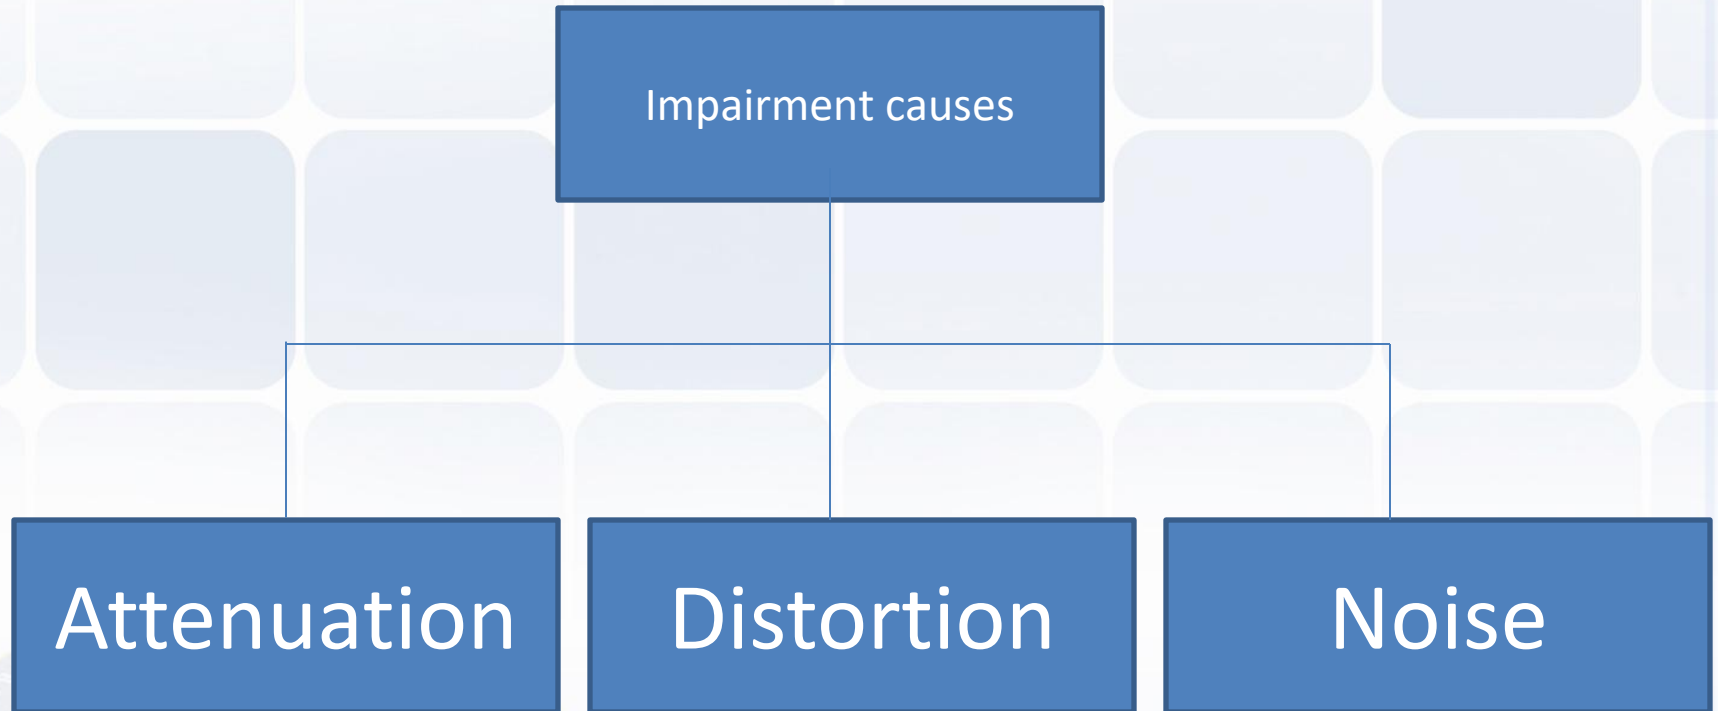 Impairment causes
Attenuation
Distortion
Noise